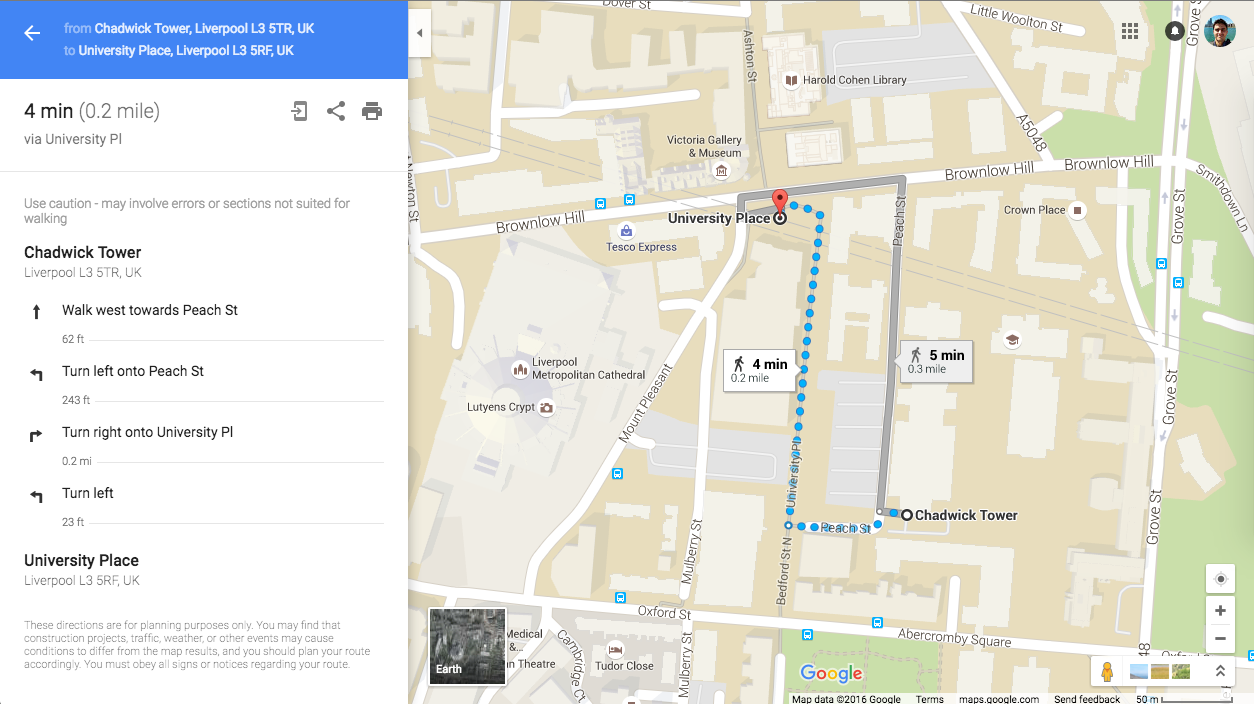 from Chadwick Tower, Liverpool L3 5TR, UK
to University Place, Liverpool L3 5RF, UK
4 min (0.2 mile)
via University Pl
Use caution - may involve errors or sections not suited for
walking
Chadwick Tower
Liverpool L3 5TR, UK
Walk west towards Peach St
62 ft
Turn left onto Peach St
243 ft
Turn right onto University Pl
0.2 mi
Turn left
23 ft
University Place
Liverpool L3 5RF, UK
These directions are for planning purposes only. You may find that
construction projects, traffic, weather, or other events may cause
conditions to differ from the map results, and you should plan your route
accordingly. You must obey all signs or notices regarding your route.
Dover St
Little Woolton St
Grove St
Ashton St
Harold Cohen Library
A5048
Victoria Gallery
& Museum
Brownlow Hill
Brownlow Hill
Smithdown Ln
Newton St
Crown Place
University Place
Brownlow Hill
Peach St
Grove St
Tesco Express
4 min
0.2 mile
5 min
0.3 mile
Liverpool
Metropolitan Cathedral
Lutyens Crypt
Mount Pleasant
Grove St
University Pl
Chadwick Tower
Peach St
Grove St
Mulberry St
Bedford St N
Oxford St
Abercromby Square
Medical
&...
Theatre
Cambridge Ct
Tudor Close
Mulberry St
Earth
Google
Map data ©2016 Google
Terms
maps.google.com
Send feedback
50 m